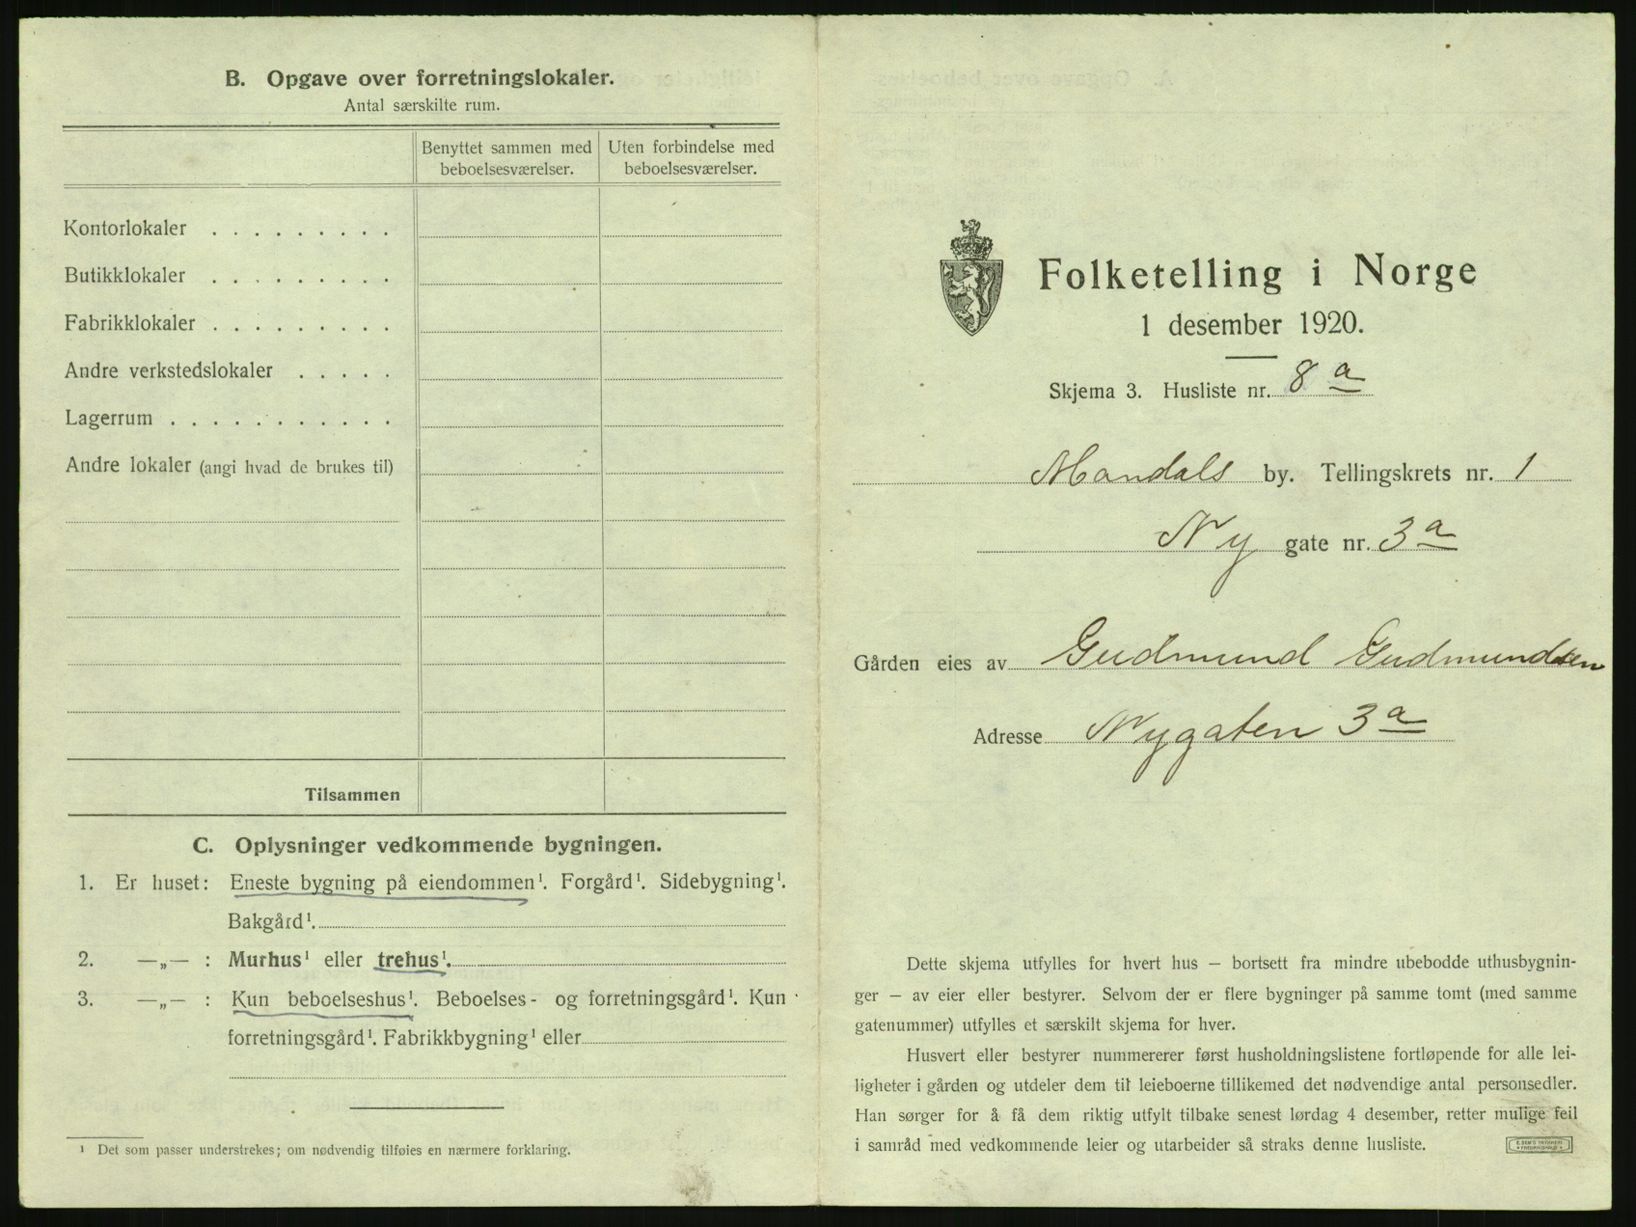 B. Opgave over forretningslokaler.
Antal særskilte rum.
Benyttet sammen med beboelsesværelser.
Uten forbindelse med beboelsesværelser.
Kontorlokaler . . . . . . . . .
Butikklokaler . . . . . . . . .
Fabrikklokaler . . . . . . . . .
Andre verkstedslokaler . . . . .
Lagerrum . . . . . . . . . . .
Andre lokaler (angi hvad de brukes til)
Tilsammen
C. Oplysninger vedkommende bygningen.
1. Er huset: Eneste bygning på eiendommen¹. Forgård¹. Sidebygning¹.
Bakgård¹.
2. —„— : Murhus¹ eller trehus¹.
3. —„— : Kun beboelseshus¹. Beboelses- og forretningsgård¹. Kun
forretningsgård¹. Fabrikkbygning¹ eller
¹ Det som passer understrekes; om nødvendig tilføies en nærmere forklaring.
Folketelling i Norge
1 desember 1920.
Skjema 3. Husliste nr. 8 a
Mandals by. Tellingskrets nr. 1
Ny gate nr. 3 a
Gården eies av Gudmund Gudmundsen
Adresse Nygaten 3 a
Dette skjema utfylles for hvert hus – bortsett fra mindre ubebodde uthusbygnin-
ger – av eier eller bestyrer. Selvom der er flere bygninger på samme tomt (med samme
gatenummer) utfylles et særskilt skjema for hver.
Husvert eller bestyrer nummererer først husholdningslistene fortløpende for alle lei-
ligheter i gården og utdeler dem til leieboerne tillikemed det nødvendige antal personsedler.
Han sørger for å få dem riktig utfylt tilbake senest lørdag 4 desember, retter mulige feil
i samråd med vedkommende leier og utarbeider så straks denne husliste.